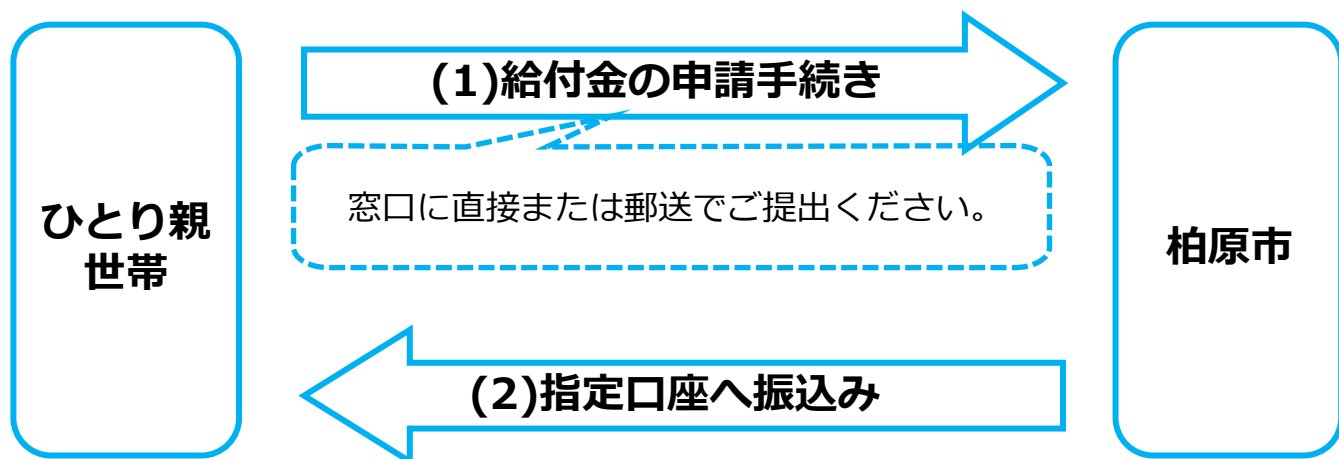 (1)給付金の申請手続き
窓口に直接または郵送でご提出ください。
ひとり親
世帯
柏原市
(2)指定口座へ振込み